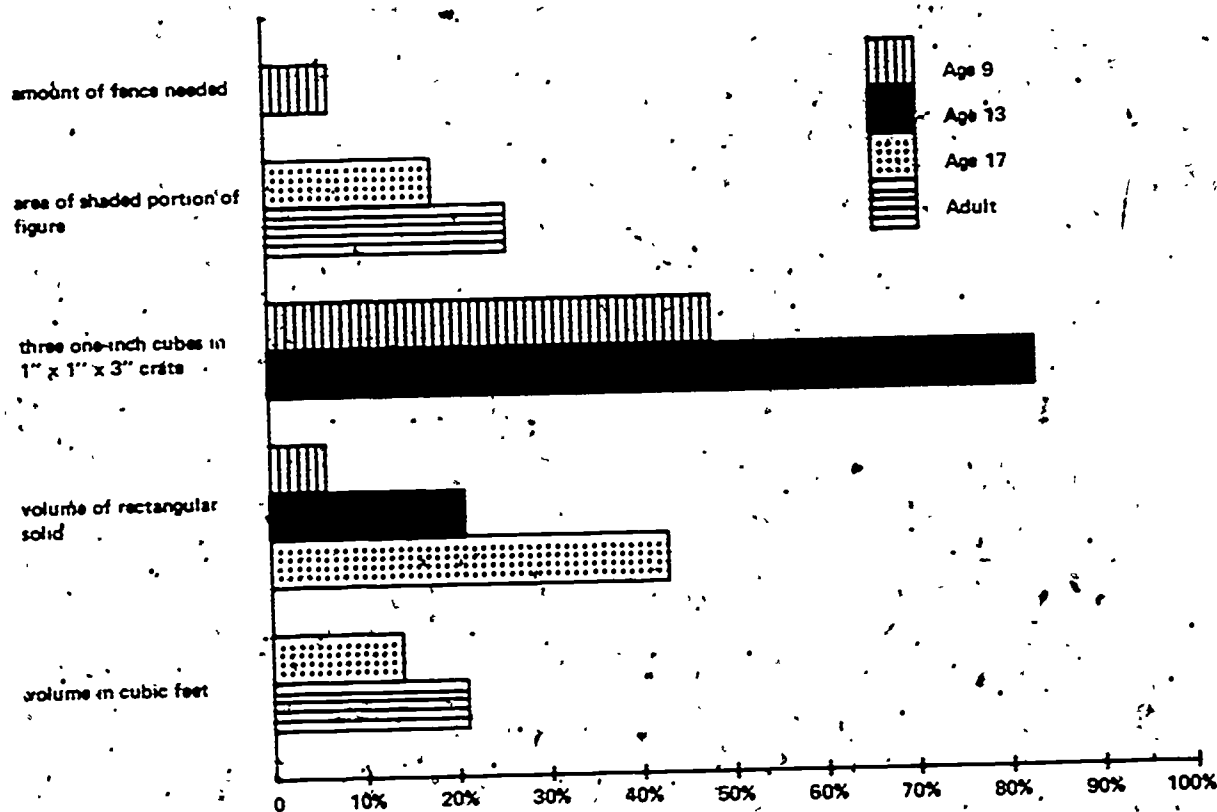 amount of fence needed
area of shaded portion of
figure
three one-inch cubes in
1" x 1" x 3" crate
volume of rectangular
solid
volume in cubic feet
Age 9
Age 13
Age 17
Adult
0 10% 20% 30% 40% 50% 60% 70% 80% 90% 100%